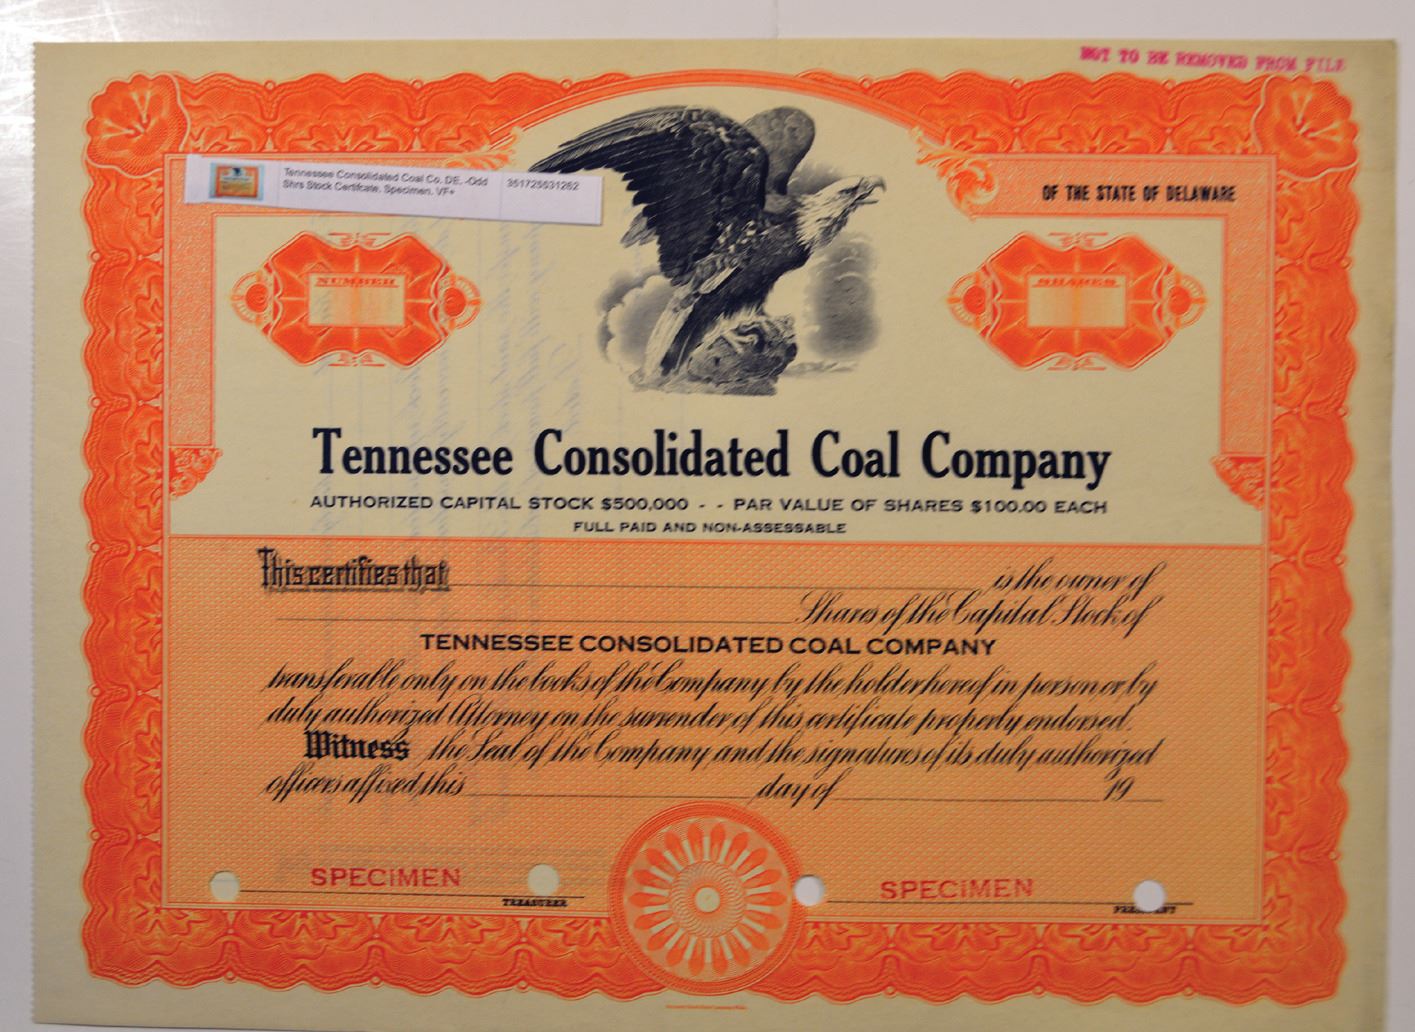 NOT TO BE REMOVED FROM FILE
Tennessee Consolidated Coal Co. DE. -Odd
Shrs Stock Certifcate, Specimen. VF+
351725031262
OF THE STATE OF DELAWARE
NUMBER
SHARES
Tennessee Consolidated Coal Company
AUTHORIZED CAPITAL STOCK $500,000 - - PAR VALUE OF SHARES $100.00 EACH
FULL PAID AND NON-ASSESSABLE
This certifies that is the owner of
Shares of the Capital Stock of
TENNESSEE CONSOLIDATED COAL COMPANY
transferable only on the books of the Company by the holder hereof in person or by
duly authorized Attorney on the surrender of this certificate properly endorsed.
Witness the Seal of the Company and the signatures of its duly authorized
officers affixed, this day of 19
SPECIMEN
TREASURER
SPECIMEN
PRESIDENT